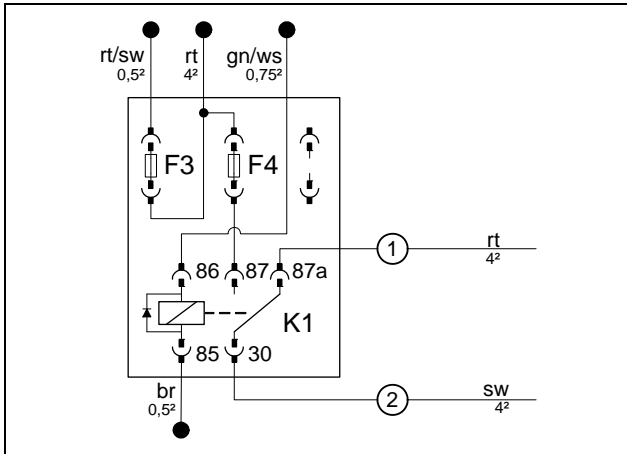 rt/sw
0,5²
rt
4²
gn/ws
0,75²
F3
F4
86
87
87a
1
rt
4²
K1
85
30
br
0,5²
2
sw
4²